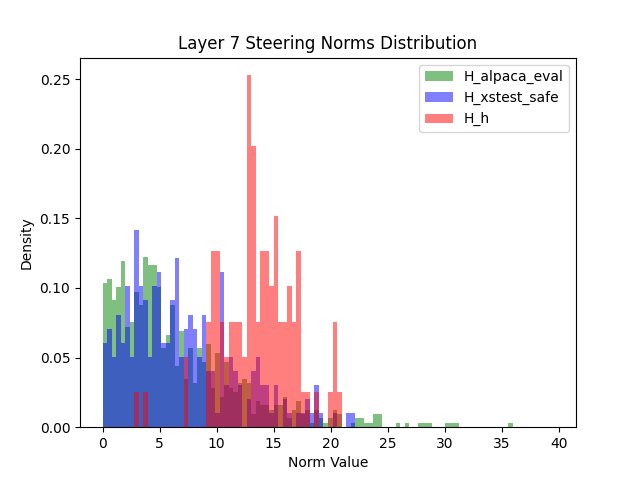 Layer 7 Steering Norms Distribution
H_alpaca_eval
H_xstest_safe
H_h
Density
0.25
0.20
0.15
0.10
0.05
0.00
0
5
10
15
20
25
30
35
40
Norm Value